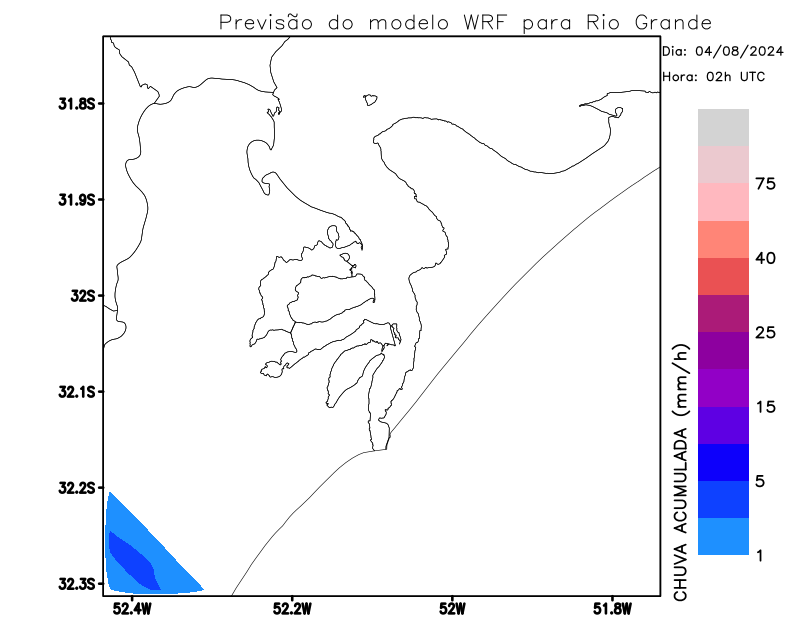 Previsão do modelo WRF para Rio Grande
Dia: 04/08/2024
Hora: 02h UTC
31.8S
31.9S
32S
32.1S
32.2S
32.3S
52.4W
52.2W
52W
51.8W
CHUVA ACUMULADA (mm/h)
75
40
25
15
5
1